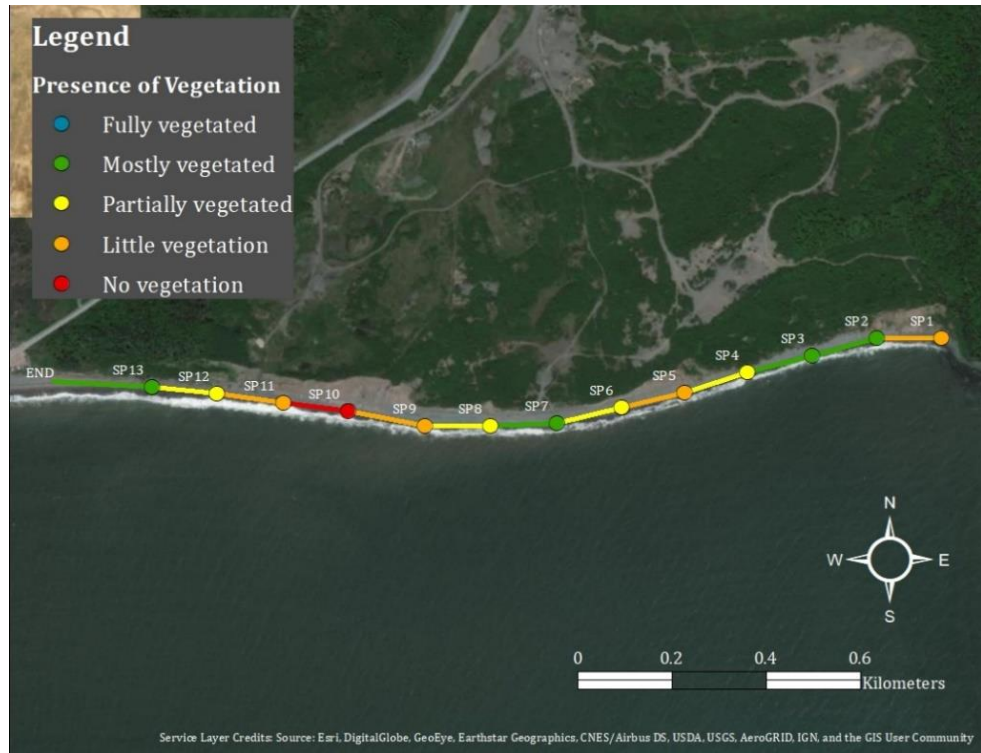 Legend
Presence of Vegetation
Fully vegetated
Mostly vegetated
Partially vegetated
Little vegetation
No vegetation
SP1
SP2
SP3
SP4
SP5
SP6
SP7
SP8
SP9
SP10
SP11
SP12
SP13
END
N
W E
S
0 0.2 0.4 0.6
Kilometers
Service Layer Credits: Source: Esri, DigitalGlobe, GeoEye, Earthstar Geographics, CNES/Airbus DS, USDA, USGS, AeroGRID, IGN, and the GIS User Community